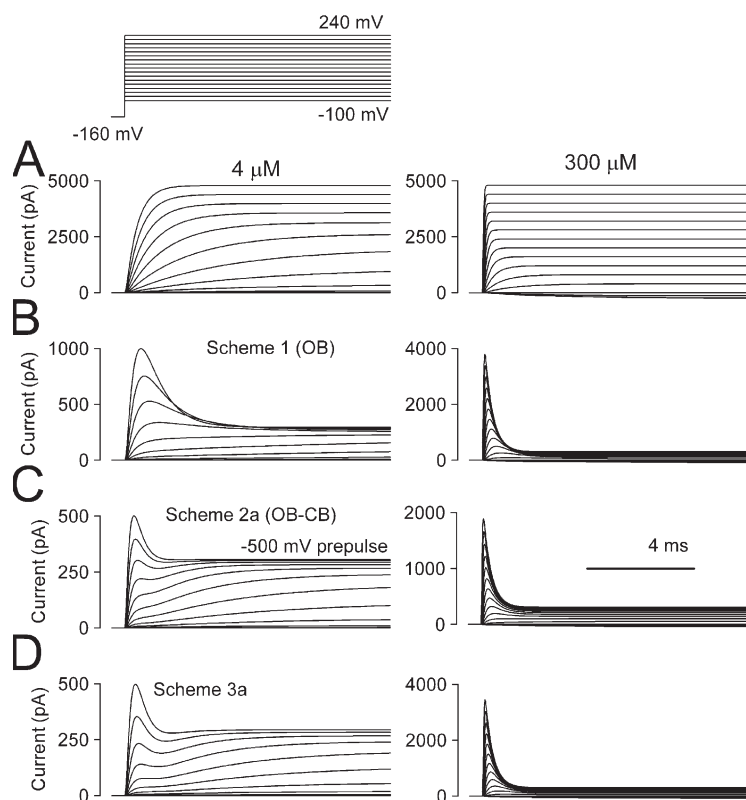 240 mV
-100 mV
-160 mV
A
4 µM
300 µM
Current (pA)
5000
2500
0
5000
2500
0
B
Scheme 1 (OB)
Current (pA)
1000
500
0
4000
2000
0
C
Scheme 2a (OB-CB)
-500 mV prepulse
4 ms
Current (pA)
500
250
0
2000
1000
0
D
Scheme 3a
Current (pA)
500
250
0
4000
2000
0